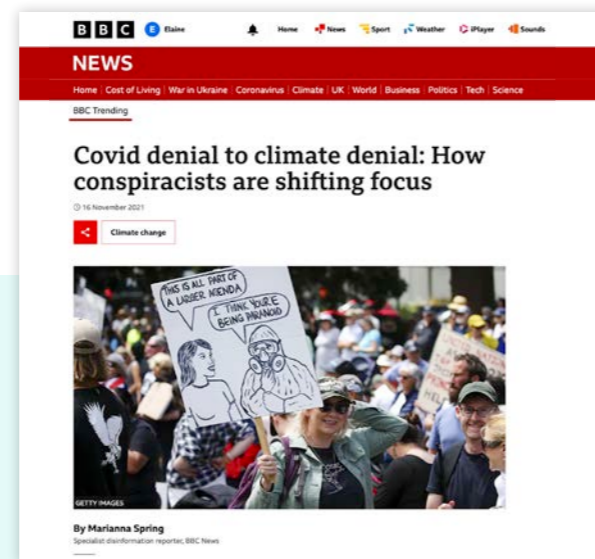 BBC E Elaine Home News Sport Weather iPlayer Sounds
NEWS
Home Cost of Living War in Ukraine Coronavirus Climate UK World Business Politics Tech Science
BBC Trending
Covid denial to climate denial: How
conspiracists are shifting focus
16 November 2021
Climate change
THIS IS ALL PART OF
A LARGER AGENDA
I THINK YOU'RE
BEING PARANOID
UNITED NATIONS
GETTY IMAGES
By Marianna Spring
Specialist disinformation reporter, BBC News